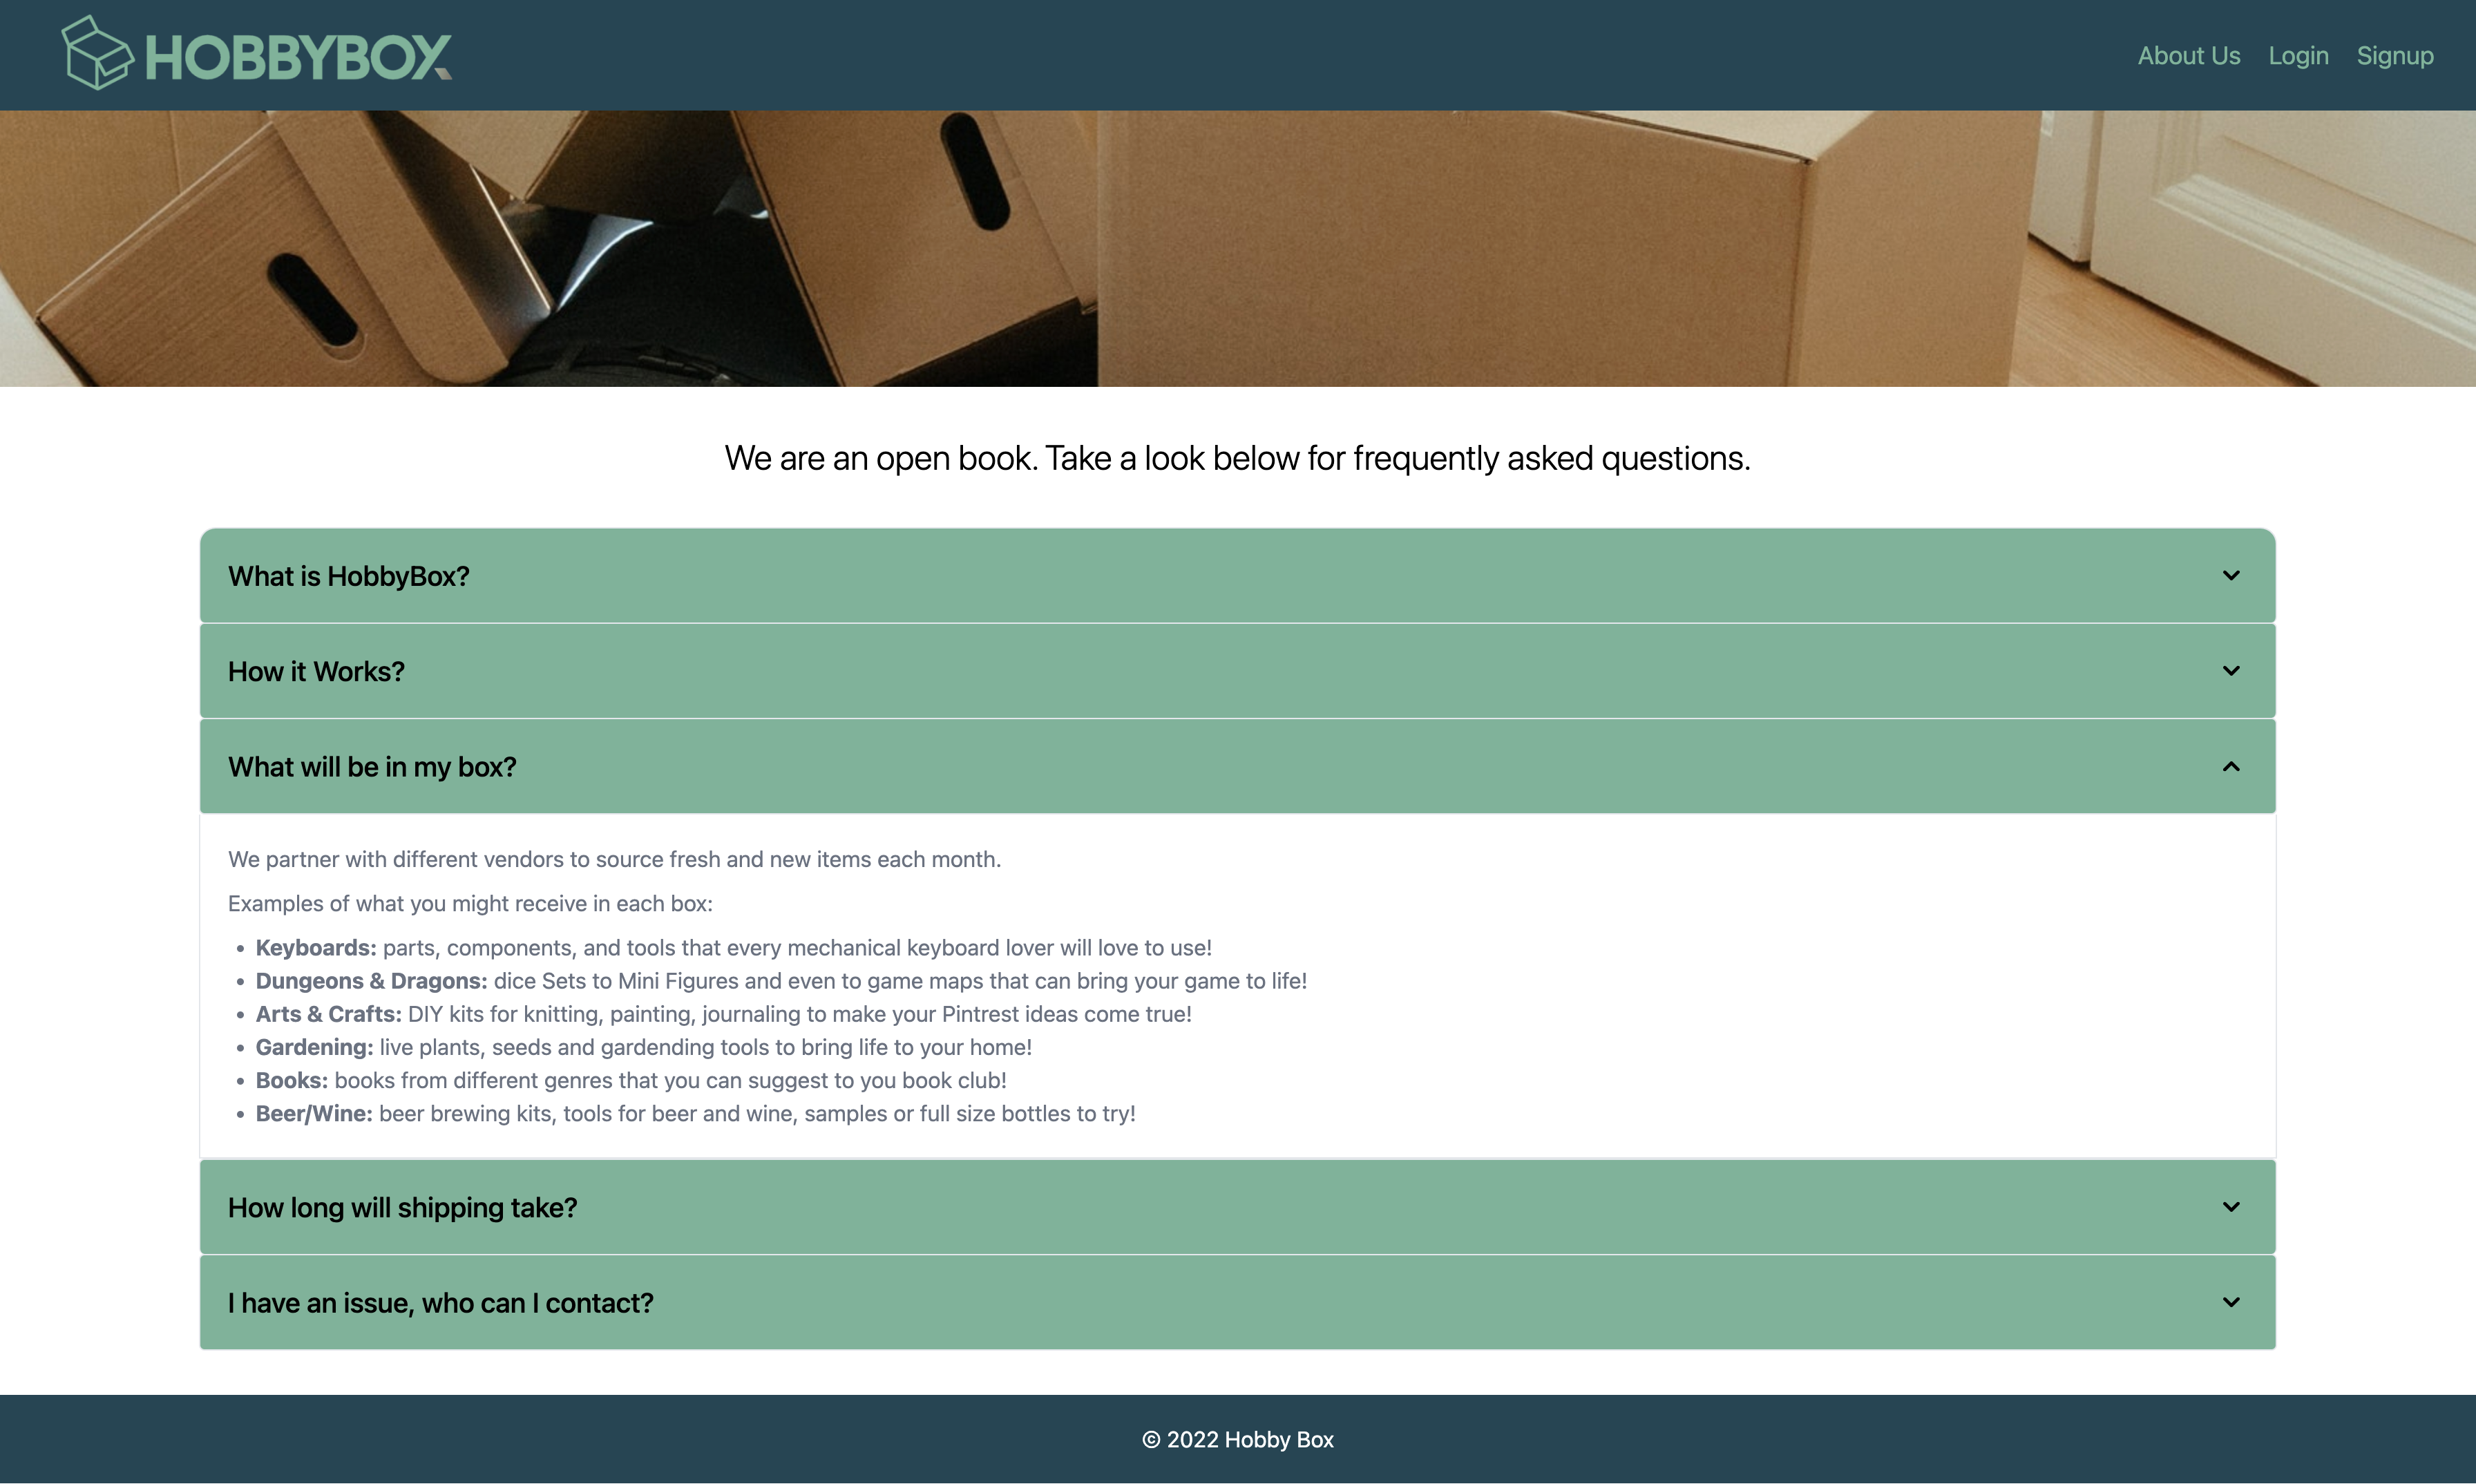 HOBBYBOX
About Us Login Signup
We are an open book. Take a look below for frequently asked questions.
What is HobbyBox?
How it Works?
What will be in my box?
We partner with different vendors to source fresh and new items each month.
Examples of what you might receive in each box:
• Keyboards: parts, components, and tools that every mechanical keyboard lover will love to use!
• Dungeons & Dragons: dice Sets to Mini Figures and even to game maps that can bring your game to life!
• Arts & Crafts: DIY kits for knitting, painting, journaling to make your Pintrest ideas come true!
• Gardening: live plants, seeds and gardending tools to bring life to your home!
• Books: books from different genres that you can suggest to you book club!
• Beer/Wine: beer brewing kits, tools for beer and wine, samples or full size bottles to try!
How long will shipping take?
I have an issue, who can I contact?
© 2022 Hobby Box